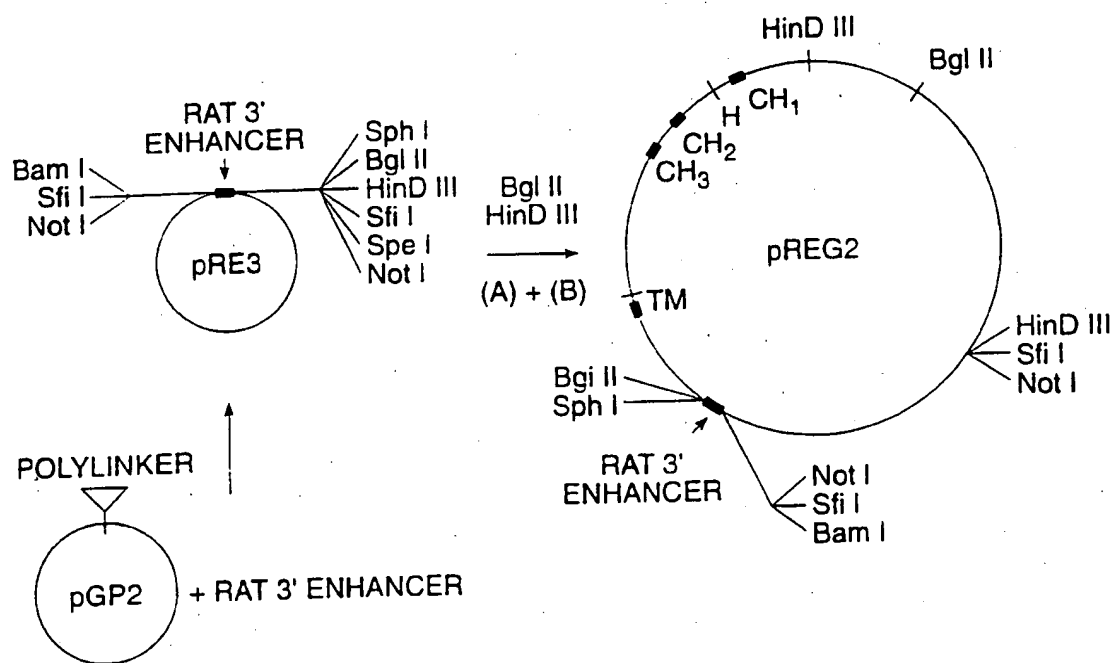 RAT 3'
ENHANCER
Bam I
Sfi I
Not I
Sph I
Bgl II
HinD III
Sfi I
Spe I
Not I
pRE3
Bgl II
HinD III
(A) + (B)
HinD III
Bgl II
CH1
H
CH2
CH3
pREG2
TM
HinD III
Sfi I
Not I
Bgi II
Sph I
RAT 3'
ENHANCER
Not I
Sfi I
Bam I
POLYLINKER
pGP2
+ RAT 3' ENHANCER